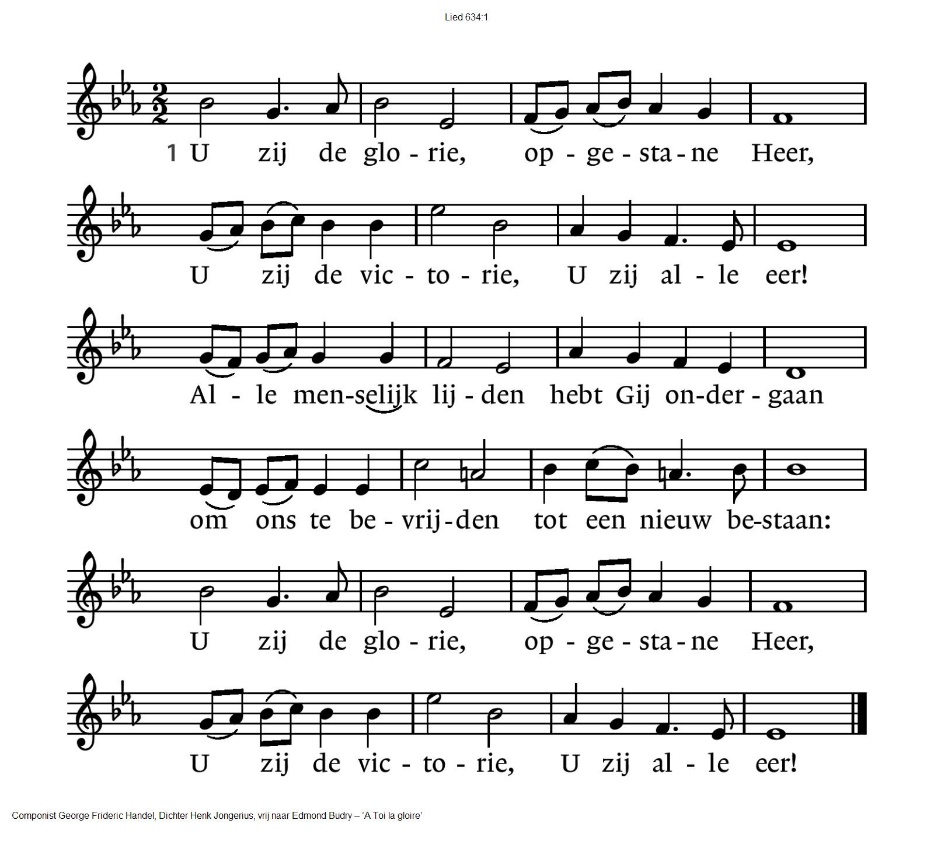 Lied 634:1
1 U zij de glo - rie, op - ge - sta - ne Heer,
U zij de vic - to - rie, U zij al - le eer!
Al - le men-selijk lij - den hebt Gij on-der - gaan
om ons te be - vrij-den tot een nieuw be-staan:
U zij de glo - rie, op - ge - sta - ne Heer,
U zij de vic - to - rie, U zij al - le eer!
Componist George Frideric Handel, Dichter Henk Jongerius, vrij naar Edmond Budry – 'A Toi la gloire'